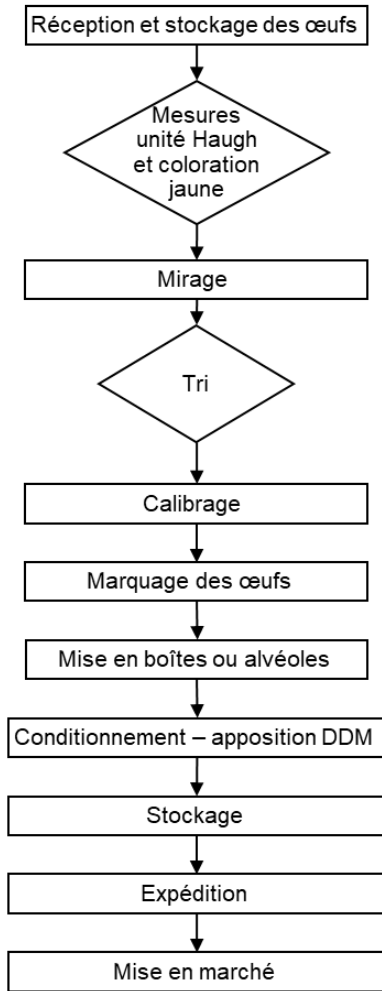 Réception et stockage des œufs
Mesures
unité Haugh
et coloration
jaune
Mirage
Tri
Calibrage
Marquage des œufs
Mise en boîtes ou alvéoles
Conditionnement – apposition DDM
Stockage
Expédition
Mise en marché